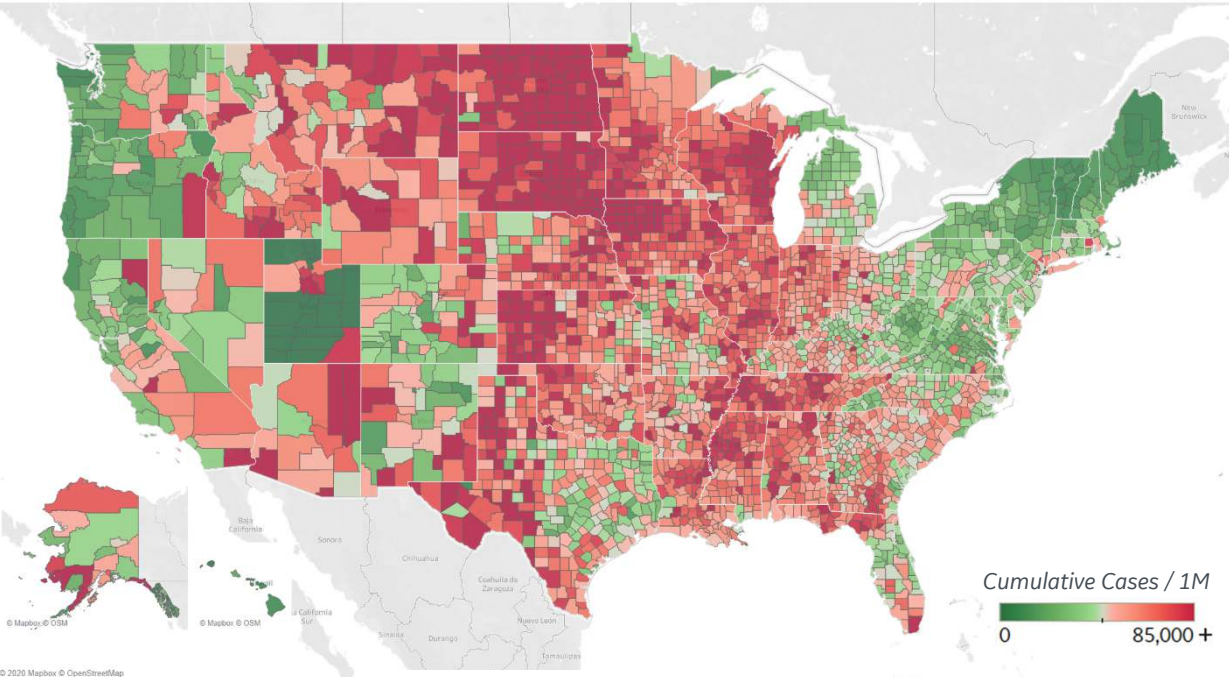 New
Brunswick
Baja
California
Sonora
Chihuahua
Coahuila de
Zaragoza
a California
Sur
Sinaloa
Durango
Nuevo León
Tamaulipas
© Mapbox © OSM
© Mapbox © OSM
Cumulative Cases / 1M
0
85,000 +
© 2020 Mapbox © OpenStreetMap